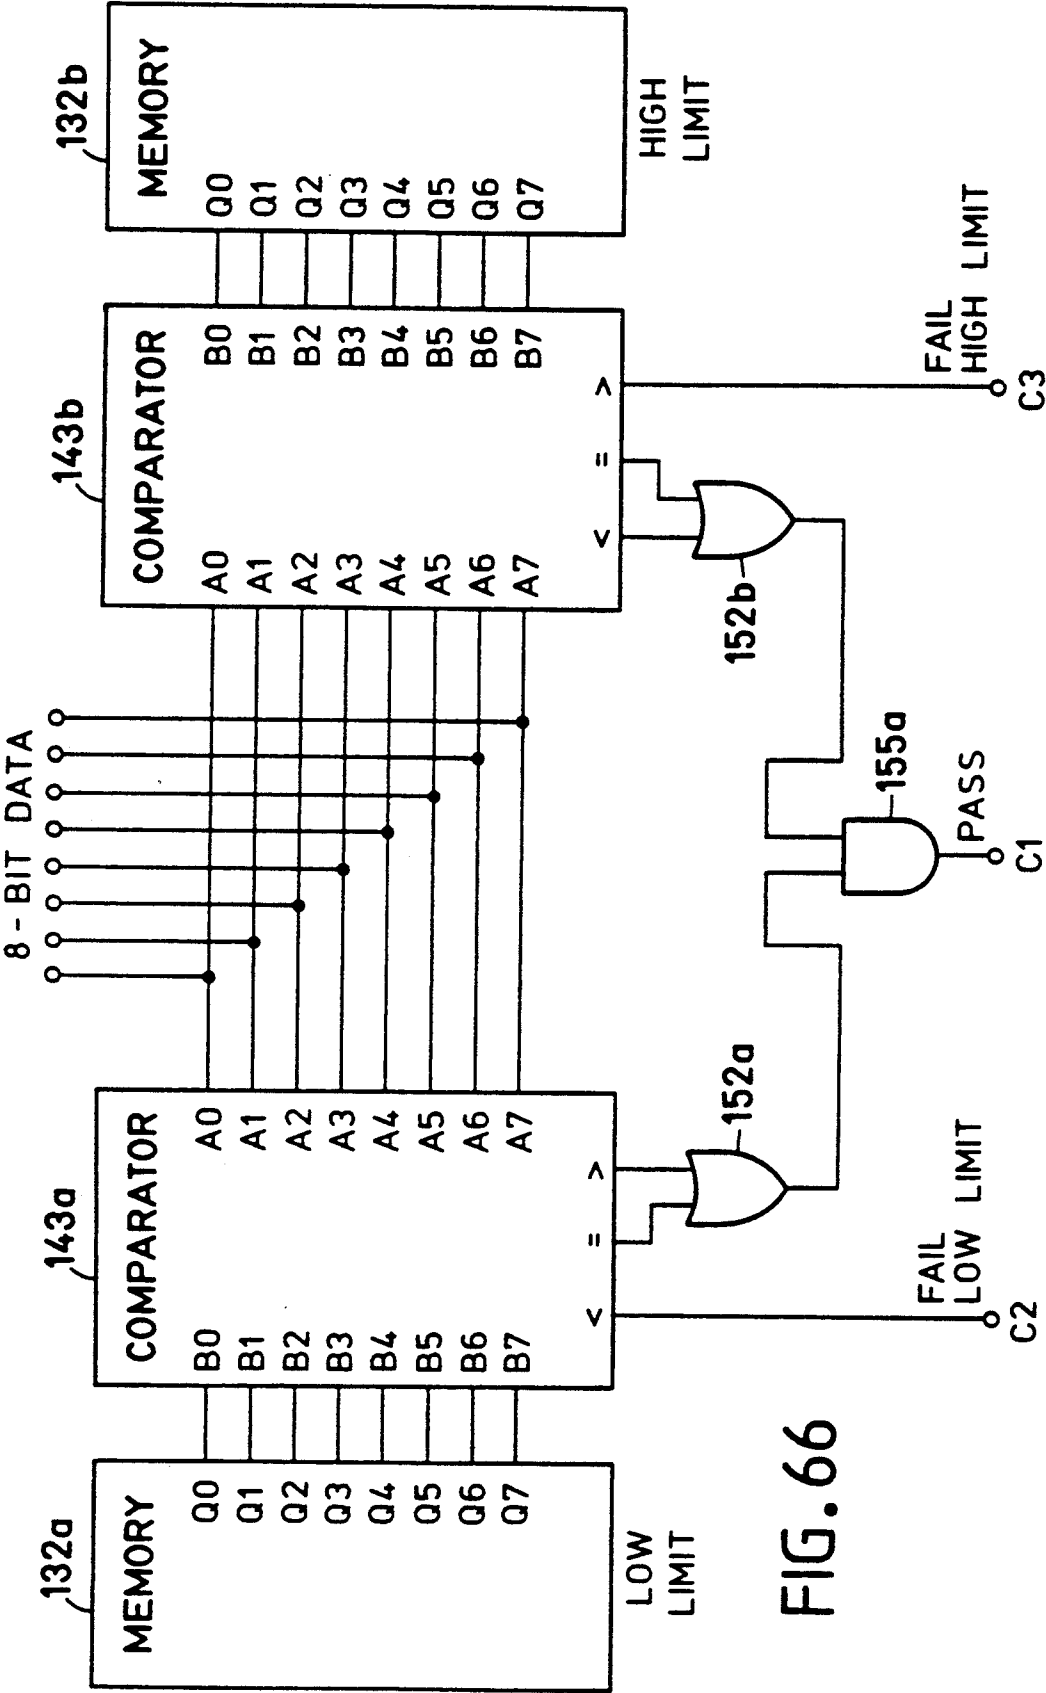 8-BIT DATA
132a 143a 143b 132b
MEMORY COMPARATOR COMPARATOR MEMORY
Q0 B0 A0 A0 B0 Q0
Q1 B1 A1 A1 B1 Q1
Q2 B2 A2 A2 B2 Q2
Q3 B3 A3 A3 B3 Q3
Q4 B4 A4 A4 B4 Q4
Q5 B5 A5 A5 B5 Q5
Q6 B6 A6 A6 B6 Q6
Q7 B7 A7 A7 B7 Q7
< = > < = >
LOW
LIMIT
HIGH
LIMIT
152a 152b
155a
FIG.66
FAIL
LOW LIMIT
PASS
FAIL
HIGH LIMIT
C2 C1 C3